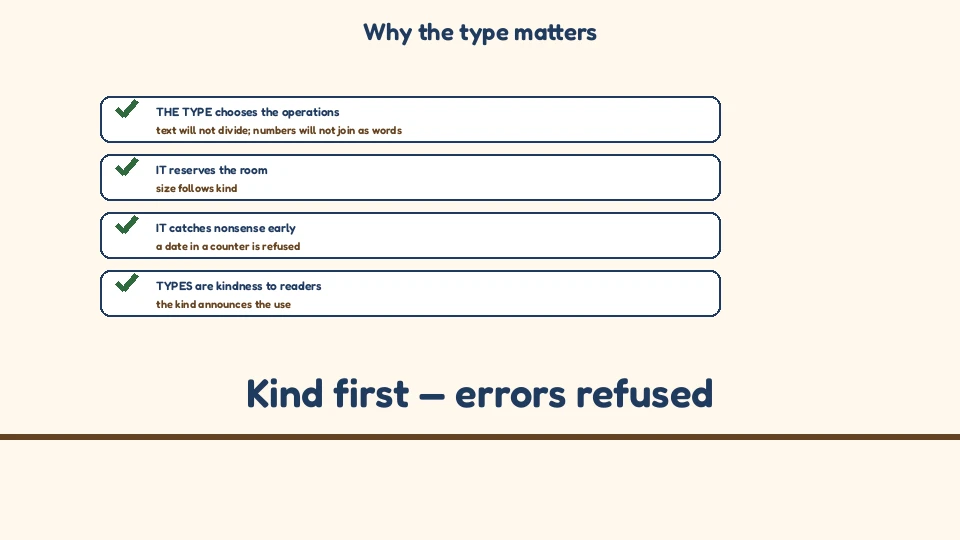 Why the type matters
THE TYPE chooses the operations
text will not divide; numbers will not join as words
IT reserves the room
size follows kind
IT catches nonsense early
a date in a counter is refused
TYPES are kindness to readers
the kind announces the use
Kind first — errors refused